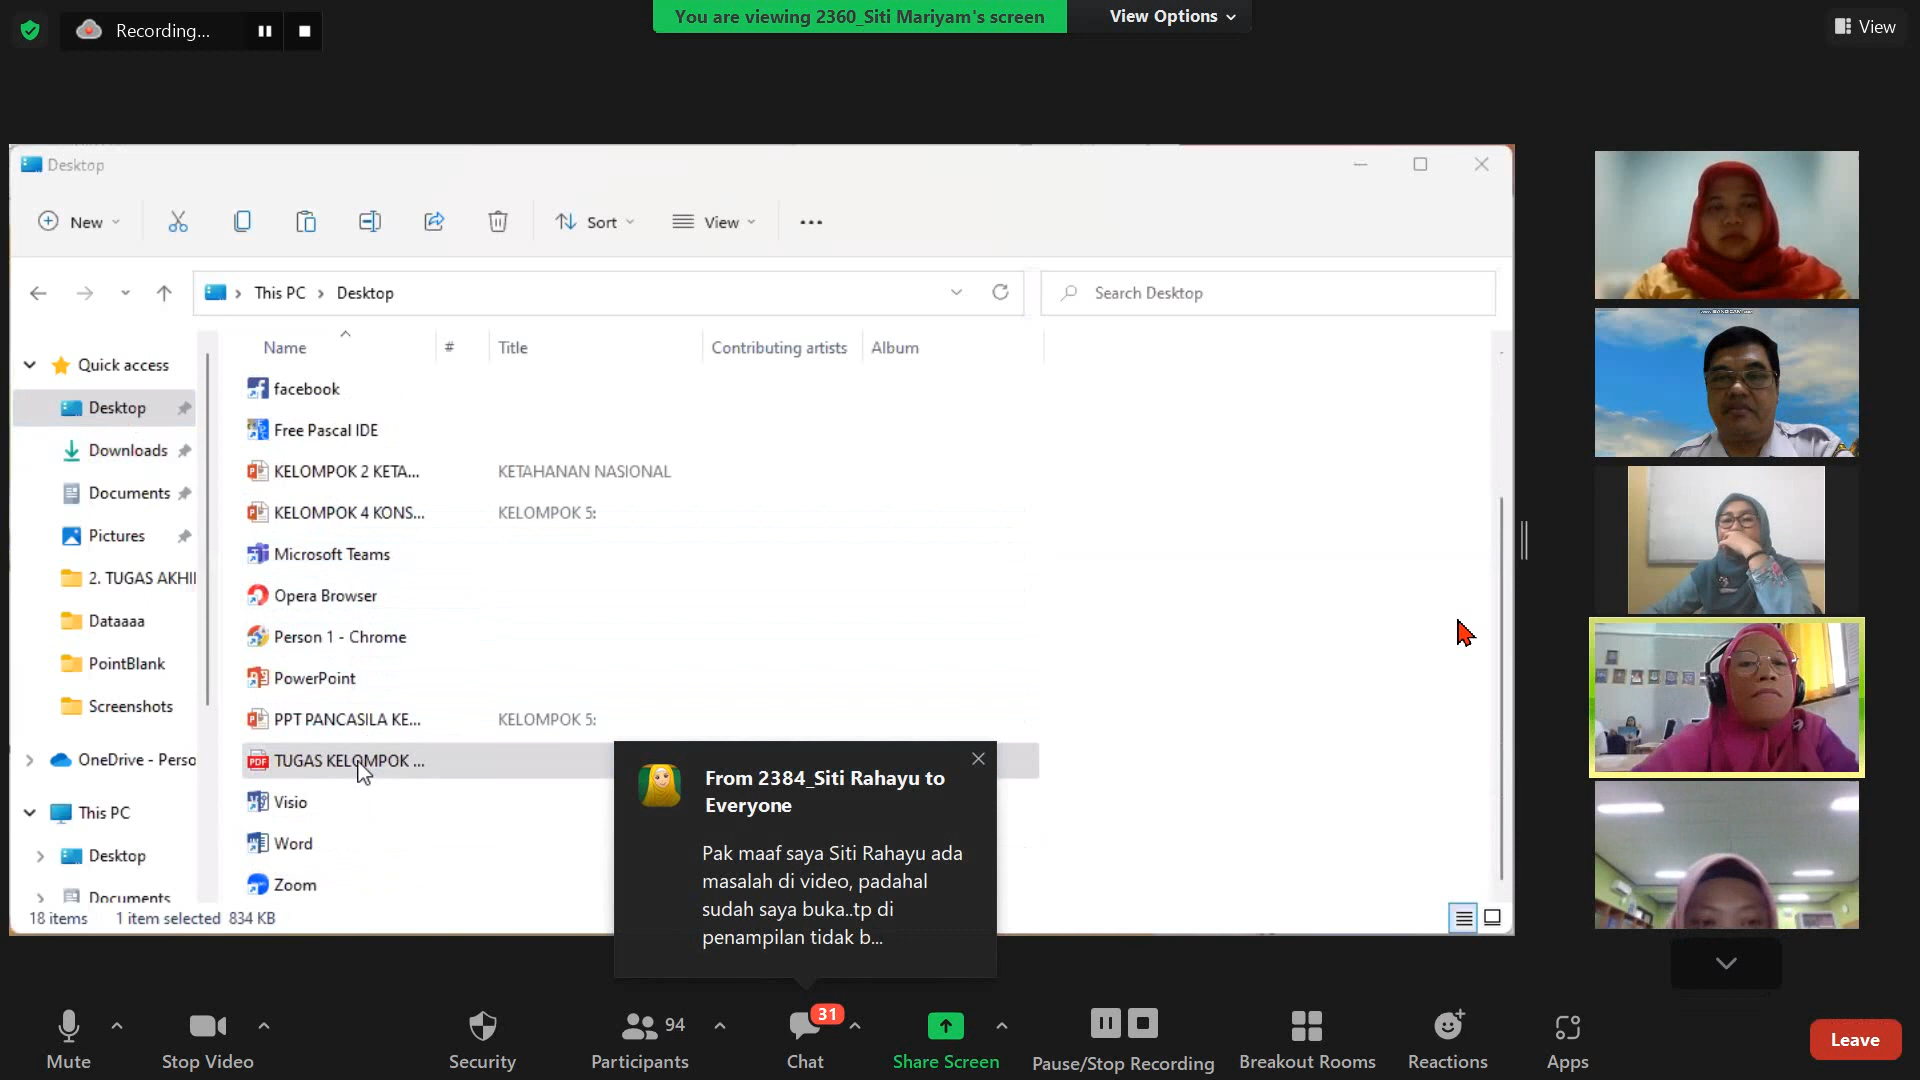 Recording...
You are viewing 2360_Siti Mariyam's screen
View Options
View
Desktop
New
Sort
View
This PC > Desktop
Search Desktop
Name
#
Title
Contributing artists
Album
Quick access
Desktop
Downloads
Documents
Pictures
2. TUGAS AKHI
Dataaaa
PointBlank
Screenshots
OneDrive - Perso
This PC
Desktop
Documents
facebook
Free Pascal IDE
KELOMPOK 2 KETA... KETAHANAN NASIONAL
KELOMPOK 4 KONS... KELOMPOK 5:
Microsoft Teams
Opera Browser
Person 1 - Chrome
PowerPoint
PPT PANCASILA KE... KELOMPOK 5:
TUGAS KELOMPOK ...
Visio
Word
Zoom
18 items 1 item selected 834 KB
From 2384_Siti Rahayu to
Everyone
Pak maaf saya Siti Rahayu ada
masalah di video, padahal
sudah saya buka..tp di
penampilan tidak b...
Mute
Stop Video
Security
94
Participants
31
Chat
Share Screen
Pause/Stop Recording
Breakout Rooms
Reactions
Apps
Leave